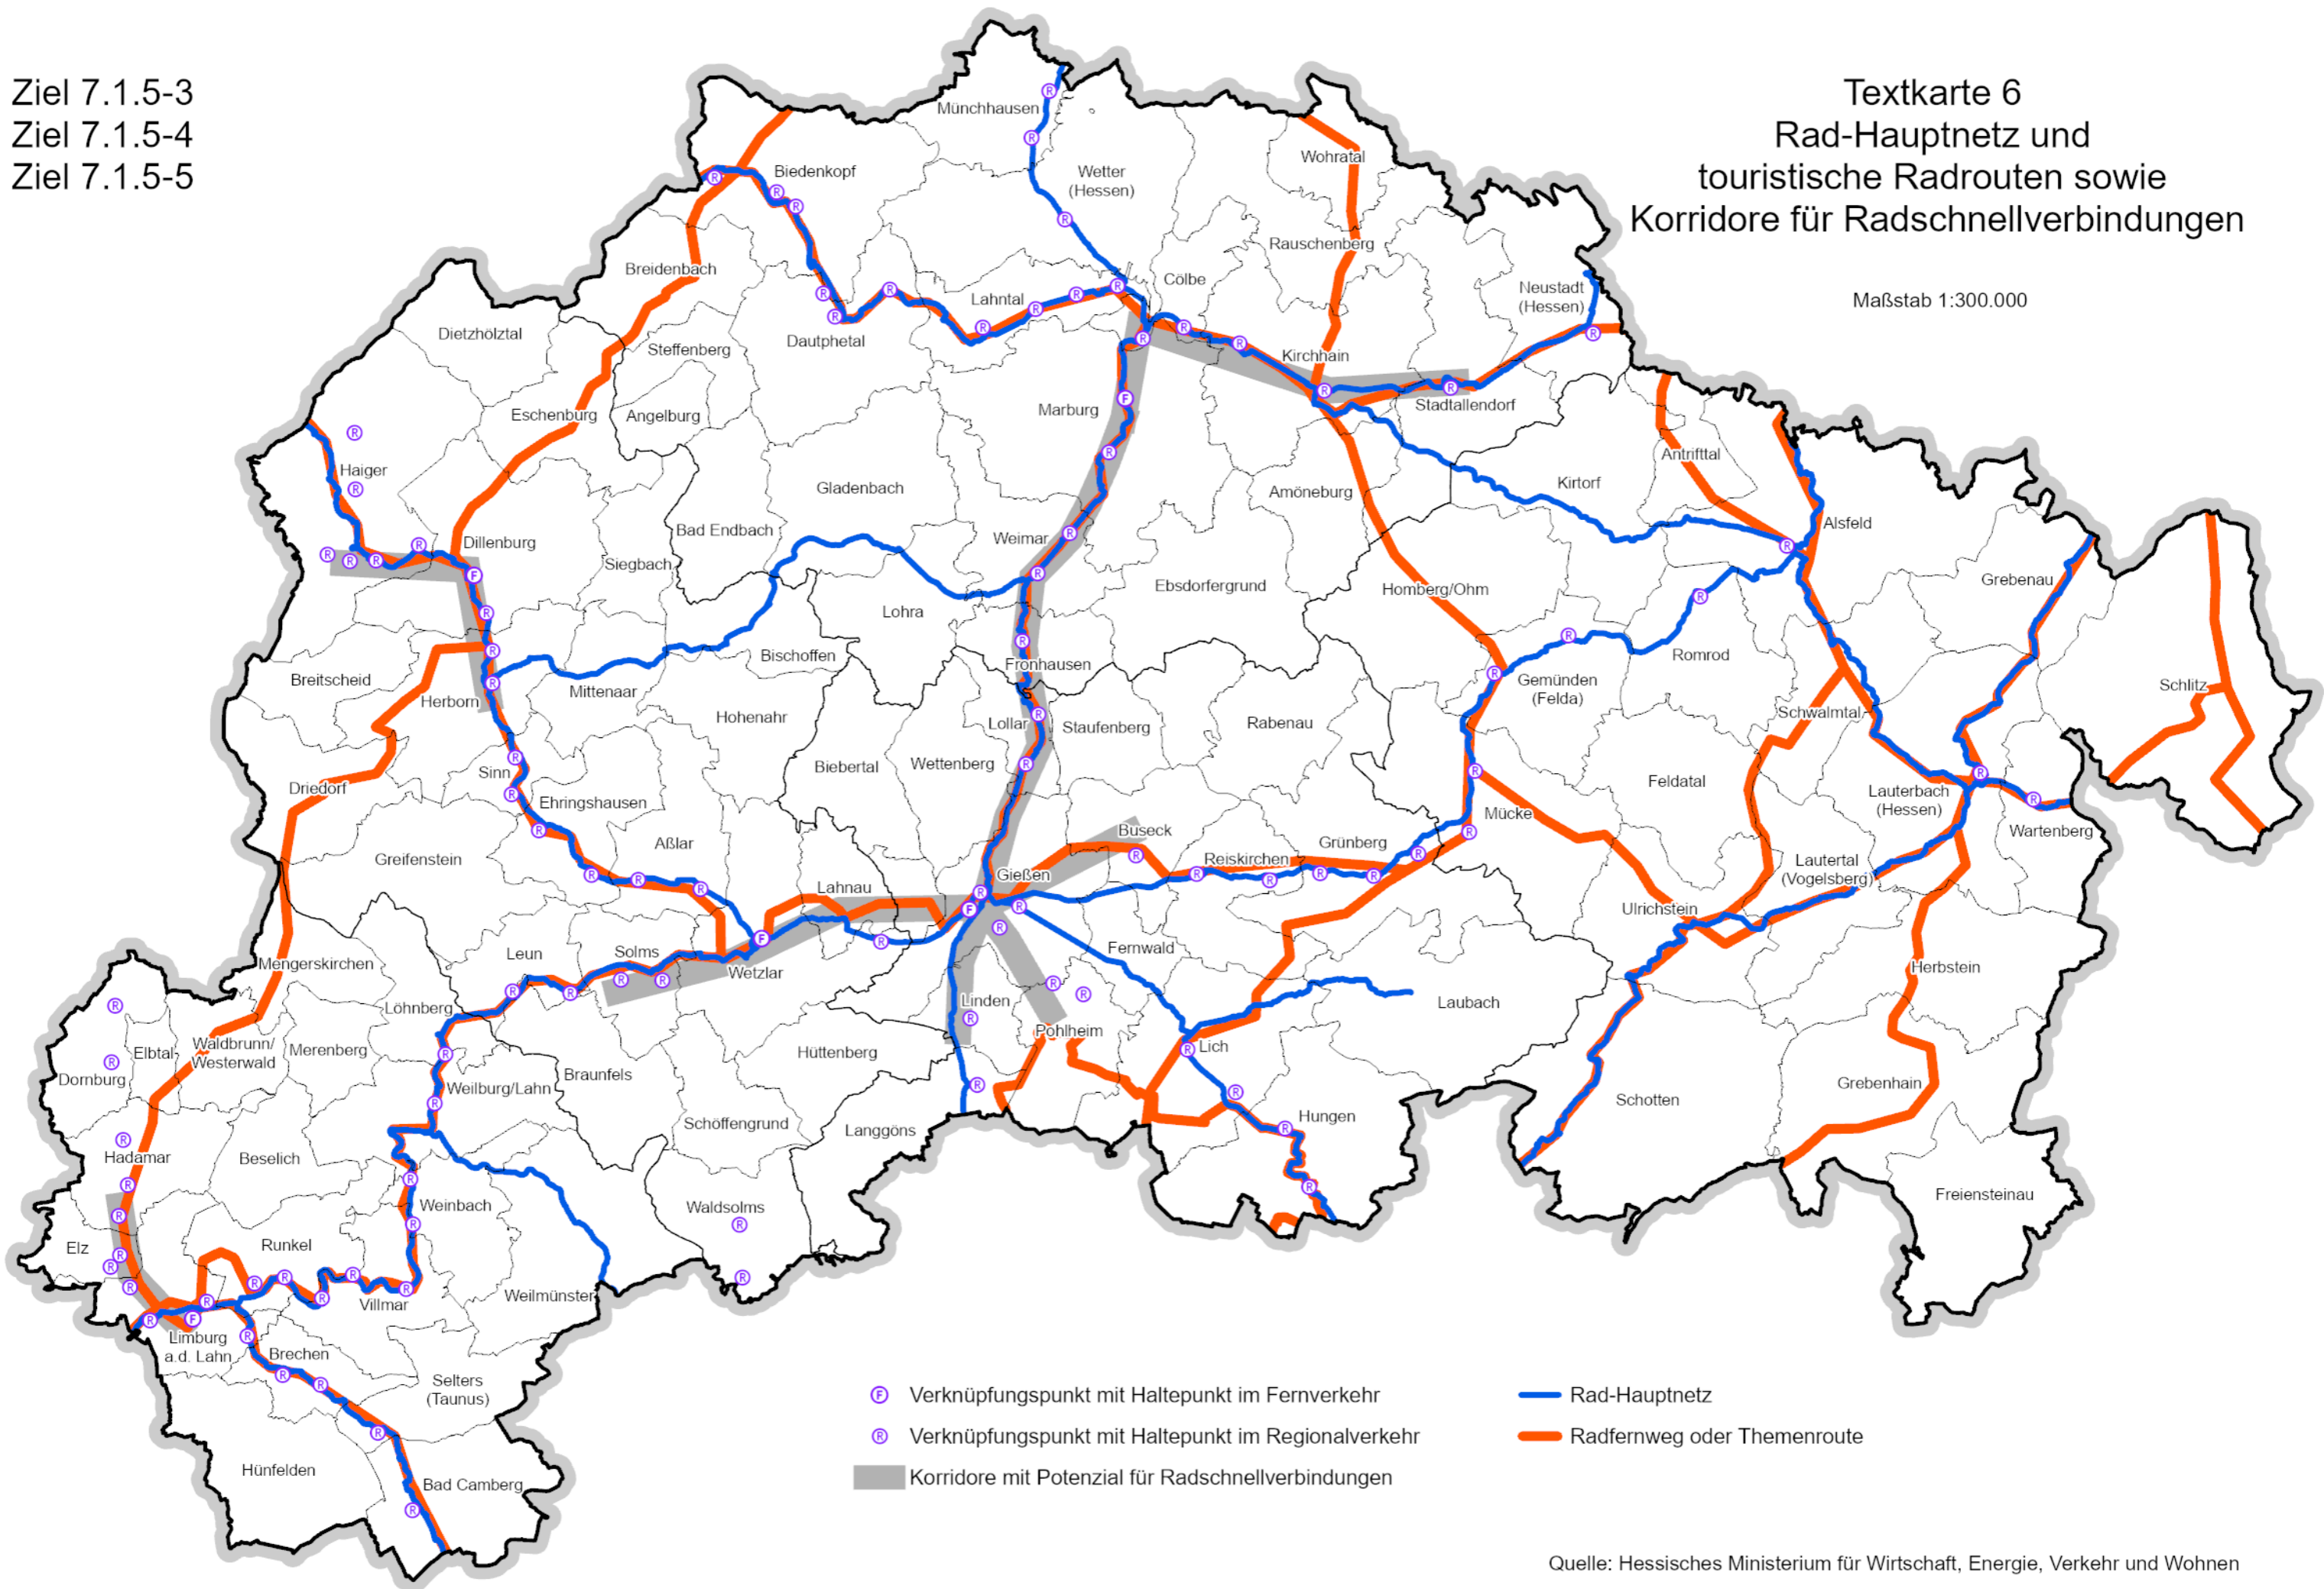 Ziel 7.1.5-3
Ziel 7.1.5-4
Ziel 7.1.5-5
Textkarte 6
Rad-Hauptnetz und
touristische Radrouten sowie
Korridore für Radschnellverbindungen
Maßstab 1:300.000
Münchhausen
Wohratal
Biedenkopf
Wetter
(Hessen)
Rauschenberg
Breidenbach
Cölbe
Lahntal
Neustadt
(Hessen)
Dietzhölztal
Steffenberg
Dautphetal
Kirchhain
Eschenburg
Angelburg
Marburg
Stadtallendorf
Haiger
Gladenbach
Amöneburg
Antrifttal
Kirtorf
Alsfeld
Dillenburg
Bad Endbach
Weimar
Siegbach
Ebsdorfergrund
Homberg/Ohm
Grebenau
Lohra
Breitscheid
Bischoffen
Fronhausen
Romrod
Herborn
Mittenaar
Gemünden
(Felda)
Schlitz
Hohenahr
Lollar
Staufenberg
Rabenau
Schwalmtal
Sinn
Biebertal
Wettenberg
Driedorf
Ehringshausen
Feldatal
Lauterbach
(Hessen)
Mücke
Buseck
Wartenberg
Greifenstein
Aßlar
Grünberg
Reiskirchen
Lautertal
(Vogelsberg)
Gießen
Lahnau
Ulrichstein
Leun
Solms
Fernwald
Mengerskirchen
Wetzlar
Herbstein
Löhnberg
Linden
Laubach
Pohlheim
Elbtal
Waldbrunn/
Westerwald
Merenberg
Hüttenberg
Lich
Dornburg
Weilburg/Lahn
Braunfels
Grebenhain
Schotten
Schöffengrund
Hungen
Langgöns
Hadamar
Beselich
Weinbach
Waldsolms
Freiensteinau
Elz
Runkel
Villmar
Weilmünster
Limburg
a.d. Lahn
Brechen
Selters
(Taunus)
Hünfelden
Bad Camberg
F Verknüpfungspunkt mit Haltepunkt im Fernverkehr
R Verknüpfungspunkt mit Haltepunkt im Regionalverkehr
Korridore mit Potenzial für Radschnellverbindungen
Rad-Hauptnetz
Radfernweg oder Themenroute
Quelle: Hessisches Ministerium für Wirtschaft, Energie, Verkehr und Wohnen